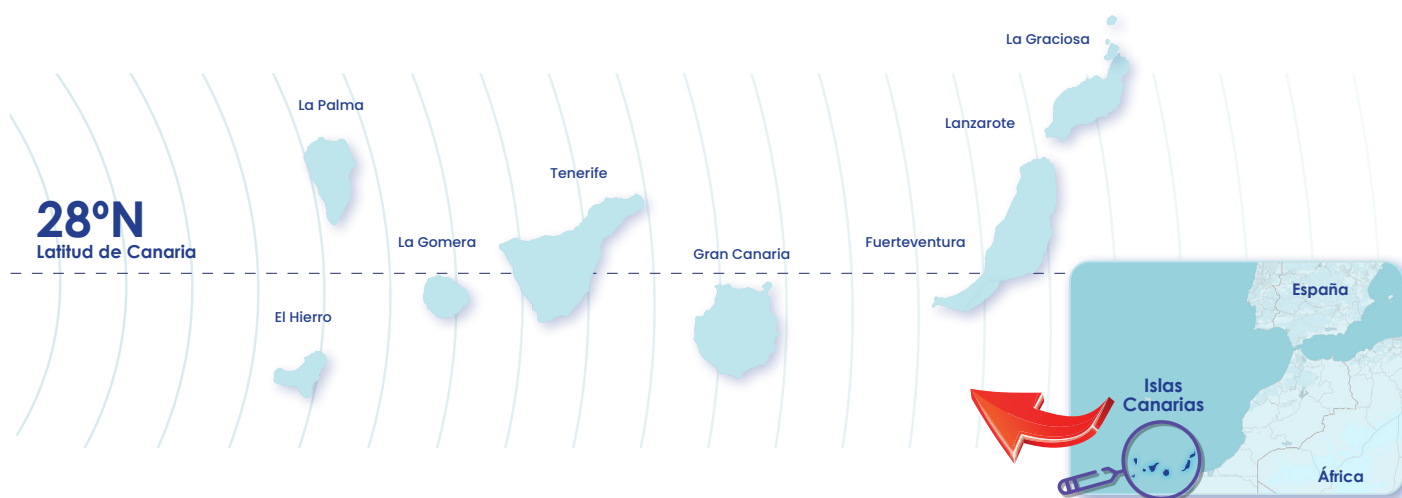 La Graciosa
La Palma
Lanzarote
Tenerife
28ºN
Latitud de Canaria
La Gomera
Gran Canaria
Fuerteventura
El Hierro
España
Islas
Canarias
África